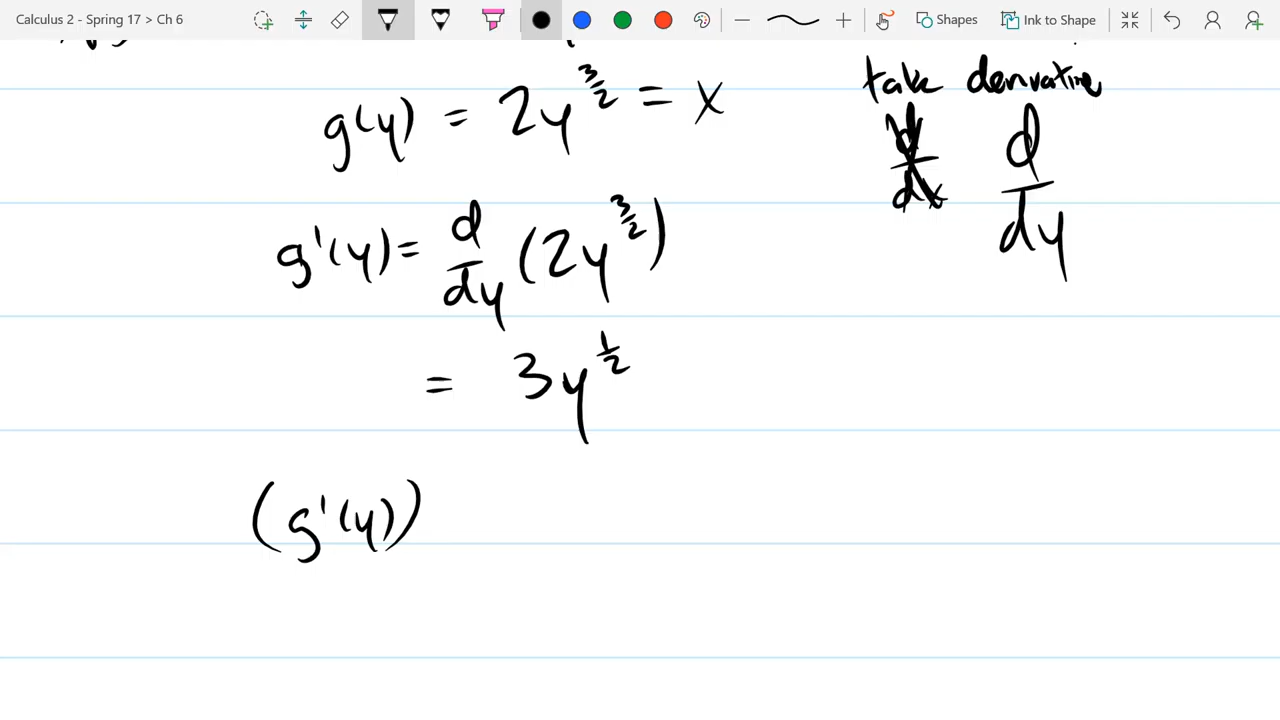 Calculus 2 - Spring 17 > Ch 6 Shapes Ink to Shape
take derivative
g(y) = 2y^{3/2} = x
d/dx d/dy
g'(y) = d/dy (2y^{3/2})
= 3y^{1/2}
(g'(y))